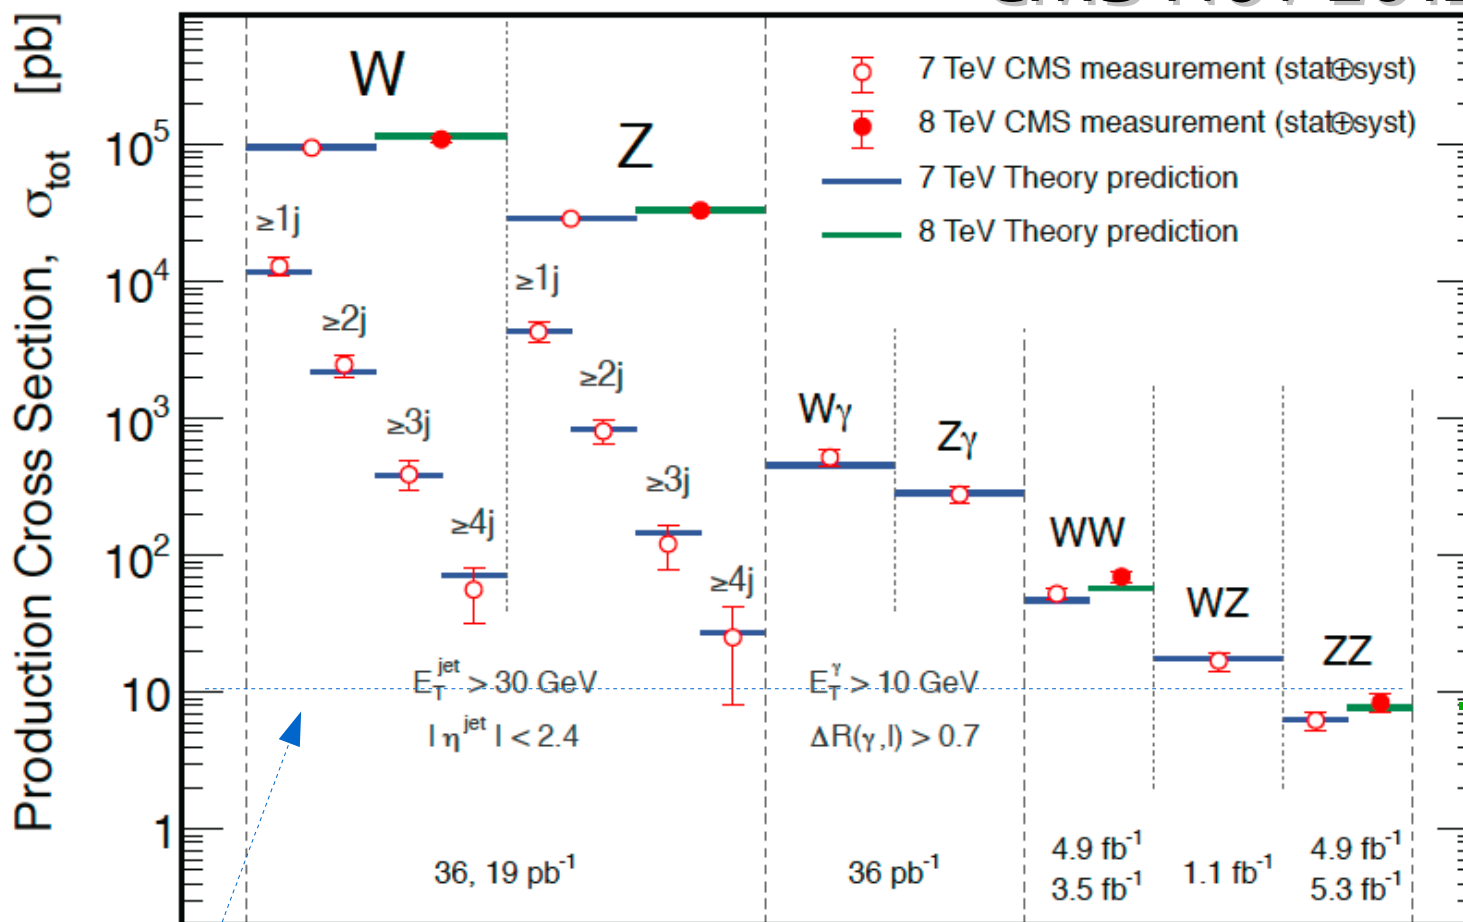 CMS Nov 2012
Production Cross Section, σ_tot [pb]
10^5
10^4
10^3
10^2
10
1
W
Z
≥1j
≥2j
≥3j
≥4j
≥1j
≥2j
≥3j
≥4j
Wγ
Zγ
WW
WZ
ZZ
7 TeV CMS measurement (stat⊕syst)
8 TeV CMS measurement (stat⊕syst)
7 TeV Theory prediction
8 TeV Theory prediction
E_T^jet > 30 GeV
| η^jet | < 2.4
E_T^γ > 10 GeV
ΔR(γ,l) > 0.7
36, 19 pb^-1
36 pb^-1
4.9 fb^-1
3.5 fb^-1
1.1 fb^-1
4.9 fb^-1
5.3 fb^-1